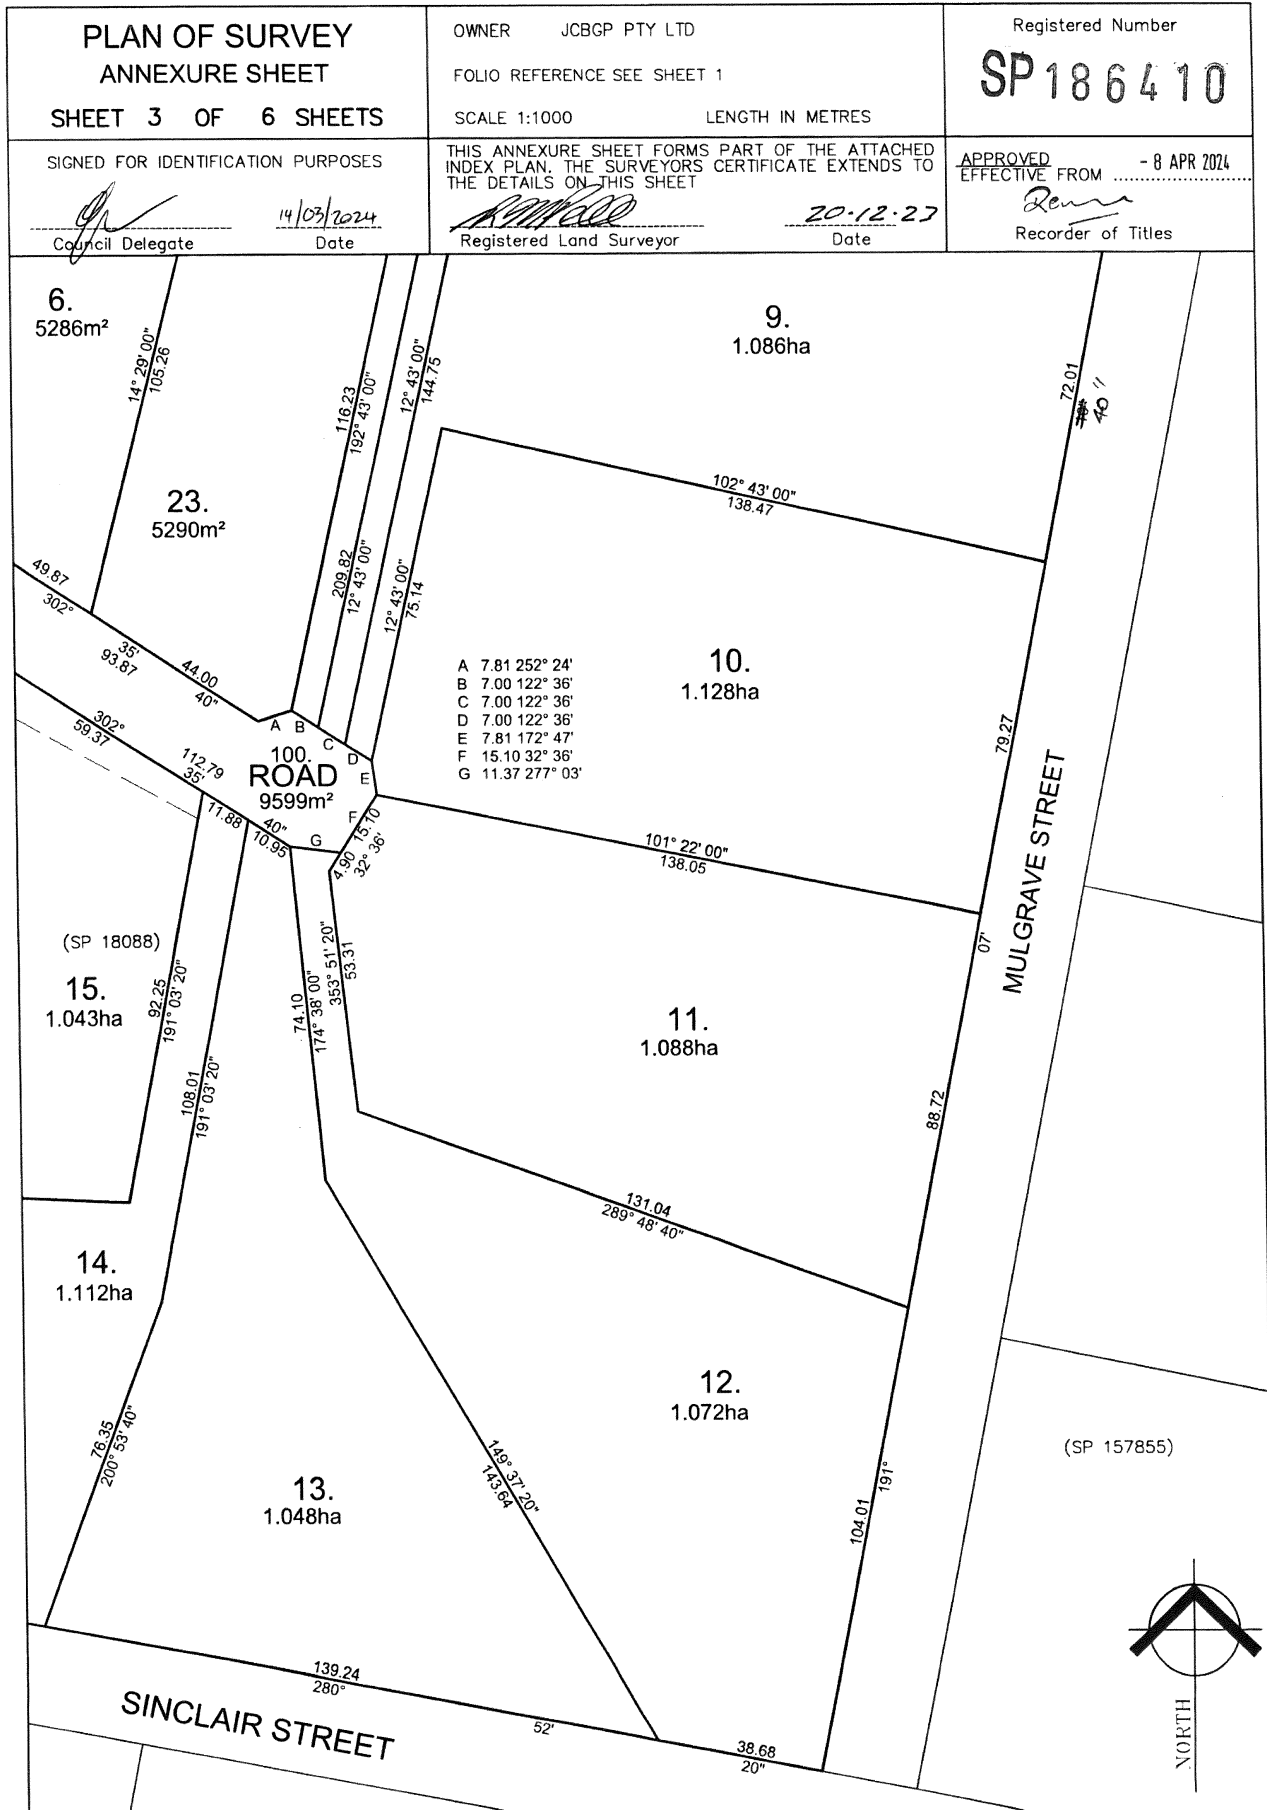 PLAN OF SURVEY
ANNEXURE SHEET
SHEET 3 OF 6 SHEETS
OWNER JCBGP PTY LTD
FOLIO REFERENCE SEE SHEET 1
SCALE 1:1000 LENGTH IN METRES
Registered Number
SP186410
SIGNED FOR IDENTIFICATION PURPOSES
14/03/2024
Council Delegate Date
THIS ANNEXURE SHEET FORMS PART OF THE ATTACHED
INDEX PLAN. THE SURVEYORS CERTIFICATE EXTENDS TO
THE DETAILS ON THIS SHEET
20-12-23
Registered Land Surveyor Date
APPROVED
EFFECTIVE FROM - 8 APR 2024
Recorder of Titles
6.
5286m²
14° 29' 00"
105.26
23.
5290m²
116.23
192° 43' 00"
12° 43' 00"
144.75
9.
1.086ha
72.01
40"
102° 43' 00"
138.47
209.82
12° 43' 00"
12° 43' 00"
75.14
49.87
302°
35'
93.87
44.00
40"
10.
1.128ha
A 7.81 252° 24'
B 7.00 122° 36'
C 7.00 122° 36'
D 7.00 122° 36'
E 7.81 172° 47'
F 15.10 32° 36'
G 11.37 277° 03'
79.27
MULGRAVE STREET
A B
C
D
E
F
G
100.
ROAD
9599m²
302°
59.37
112.79
35'
11.88
40"
10.95
15.10
4.90
32° 36'
101° 22' 00"
138.05
07'
(SP 18088)
15.
1.043ha
92.25
191° 03' 20"
108.01
191° 03' 20"
74.10
174° 38' 00"
353° 51' 20"
53.31
11.
1.088ha
88.72
131.04
289° 48' 40"
14.
1.112ha
12.
1.072ha
(SP 157855)
76.35
200° 53' 40"
13.
1.048ha
149° 37' 20"
143.64
191°
104.01
139.24
280°
52'
SINCLAIR STREET
38.68
20"
NORTH